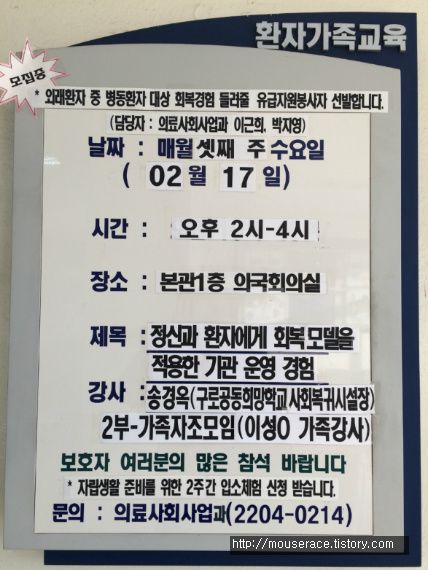 환자가족교육
모집중
* 외래환자 중 병동환자 대상 회복경험 들려줄 유급자원봉사자 선발합니다.
(담당자 : 의료사회사업과 이근희, 박지영)
날짜 : 매월 셋째 주 수요일
( 02 월 17 일)
시간 : 오후 2시-4시
장소 : 본관1층 의국회의실
제목 : 정신과 환자에게 회복 모델을
적용한 기관 운영 경험
강사 : 송경옥(구로공동희망학교 사회복귀시설장)
2부-가족자조모임(이성O 가족강사)
보호자 여러분의 많은 참석 바랍니다
* 자립생활 준비를 위한 2주간 입소체험 신청 받습니다.
문의 : 의료사회사업과(2204-0214)
http://mouserace.tistory.com